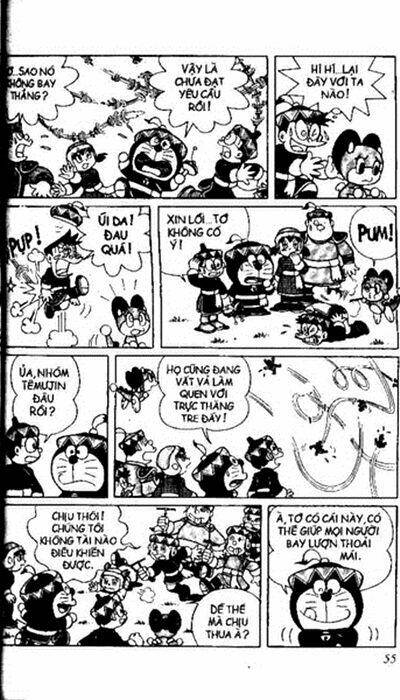 Ơ...SAO NÓ
KHÔNG BAY
THẲNG?
VẬY LÀ
CHƯA ĐẠT
YÊU CẦU
RỒI!
HÌ HÌ...LẠI
ĐÂY VỚI TA
NÀO!
PUP!
ÚI DA!
ĐAU
QUÁ!
XIN LỖI...TỚ
KHÔNG CỐ
Ý!
PUM!
ỦA, NHÓM
TÊMUJIN
ĐÂU
RỒI?
HỌ CŨNG ĐANG
VẤT VẢ LÀM
QUEN VỚI
TRỰC THĂNG
TRE ĐẤY!
CHỊU THÔI!
CHÚNG TÔI
KHÔNG TÀI NÀO
ĐIỀU KHIỂN
ĐƯỢC.
DỄ THẾ
MÀ CHỊU
THUA À?
À, TỚ CÓ CÁI NÀY, CÓ
THỂ GIÚP MỌI NGƯỜI
BAY LƯỢN THOẢI
MÁI.
55